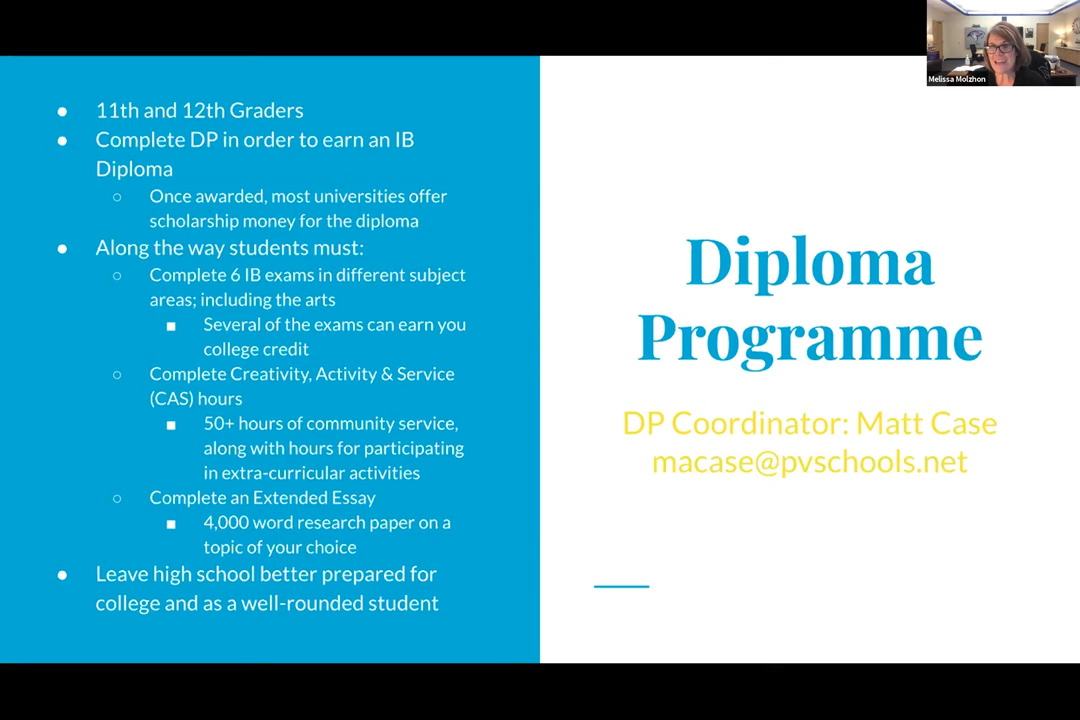 Melissa Molzhon
● 11th and 12th Graders
● Complete DP in order to earn an IB
Diploma
○ Once awarded, most universities offer
scholarship money for the diploma
● Along the way students must:
○ Complete 6 IB exams in different subject
areas; including the arts
■ Several of the exams can earn you
college credit
○ Complete Creativity, Activity & Service
(CAS) hours
■ 50+ hours of community service,
along with hours for participating
in extra-curricular activities
○ Complete an Extended Essay
■ 4,000 word research paper on a
topic of your choice
● Leave high school better prepared for
college and as a well-rounded student
Diploma
Programme
DP Coordinator: Matt Case
macase@pvschools.net